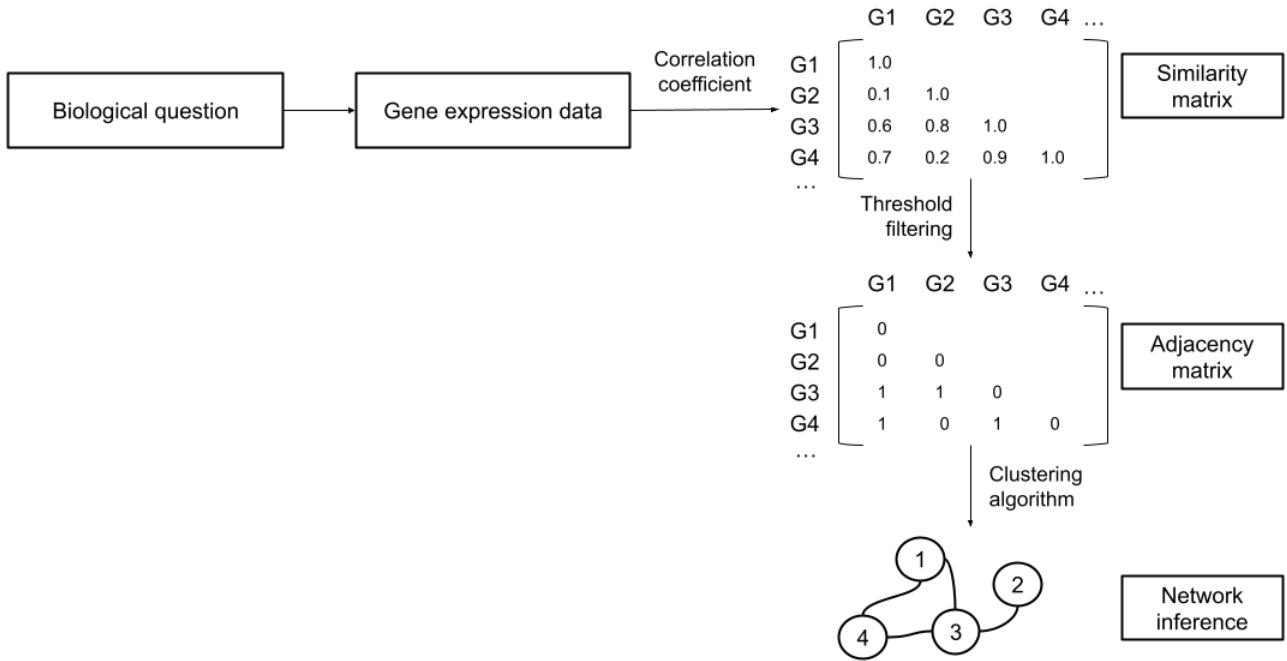 Biological question
Gene expression data
Correlation
coefficient
G1 G2 G3 G4 ...
G1 1.0
G2 0.1 1.0
G3 0.6 0.8 1.0
G4 0.7 0.2 0.9 1.0
...
Similarity
matrix
Threshold
filtering
G1 G2 G3 G4 ...
G1 0
G2 0 0
G3 1 1 0
G4 1 0 1 0
...
Adjacency
matrix
Clustering
algorithm
1
2
4
3
Network
inference